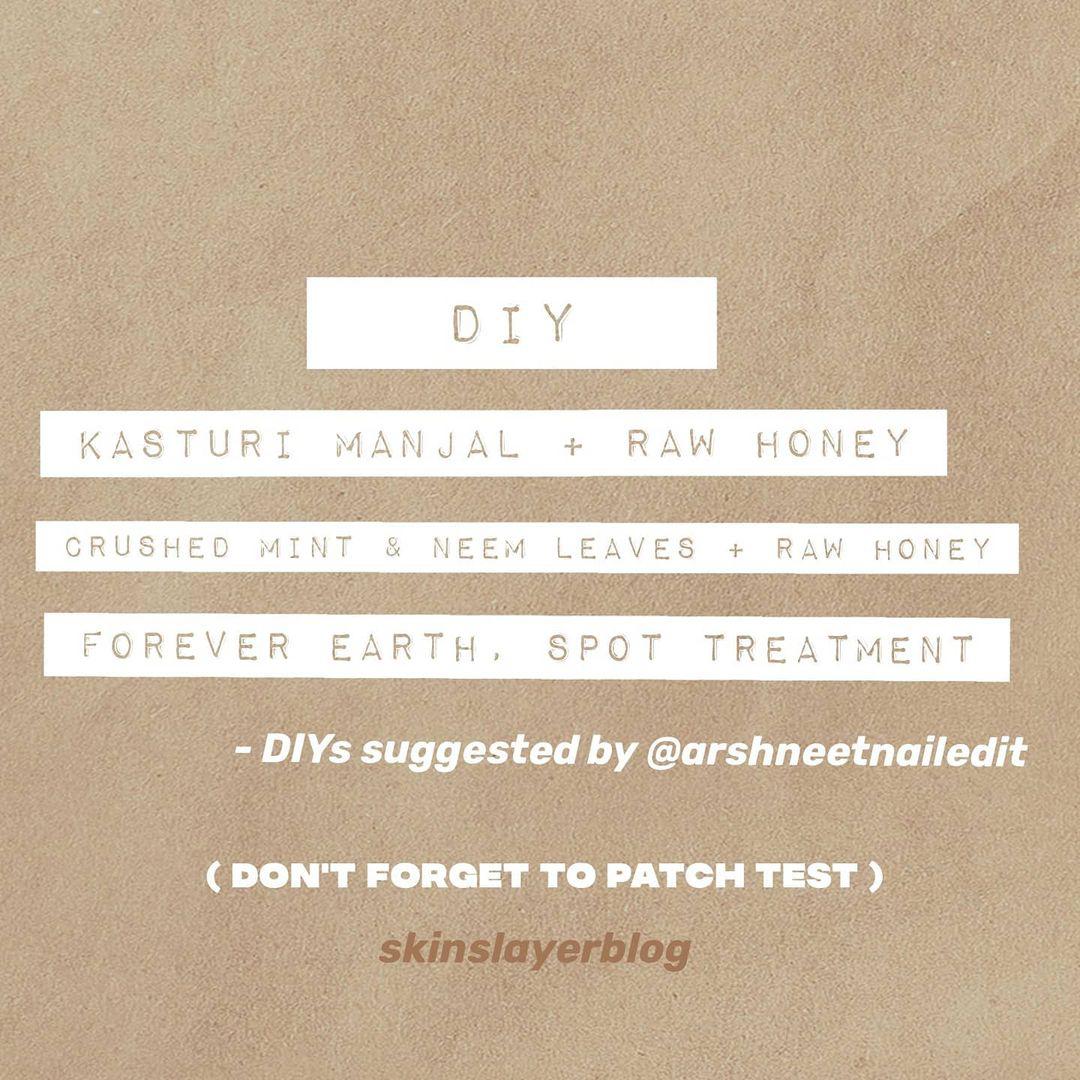 DIY
KASTURI MANJAL + RAW HONEY
CRUSHED MINT & NEEM LEAVES + RAW HONEY
FOREVER EARTH, SPOT TREATMENT
- DIYs suggested by @arshneetnailedit
( DON'T FORGET TO PATCH TEST )
skinslayerblog